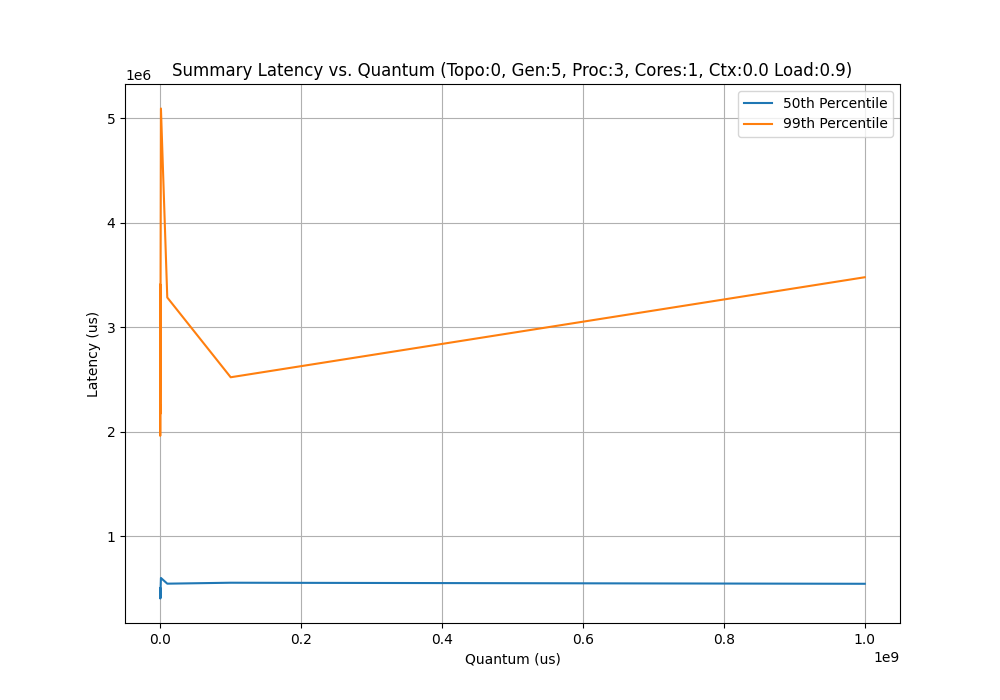 Summary Latency vs. Quantum (Topo:0, Gen:5, Proc:3, Cores:1, Ctx:0.0 Load:0.9)
1e6
50th Percentile
99th Percentile
5
4
3
2
1
Latency (us)
0.0 0.2 0.4 0.6 0.8 1.0
1e9
Quantum (us)